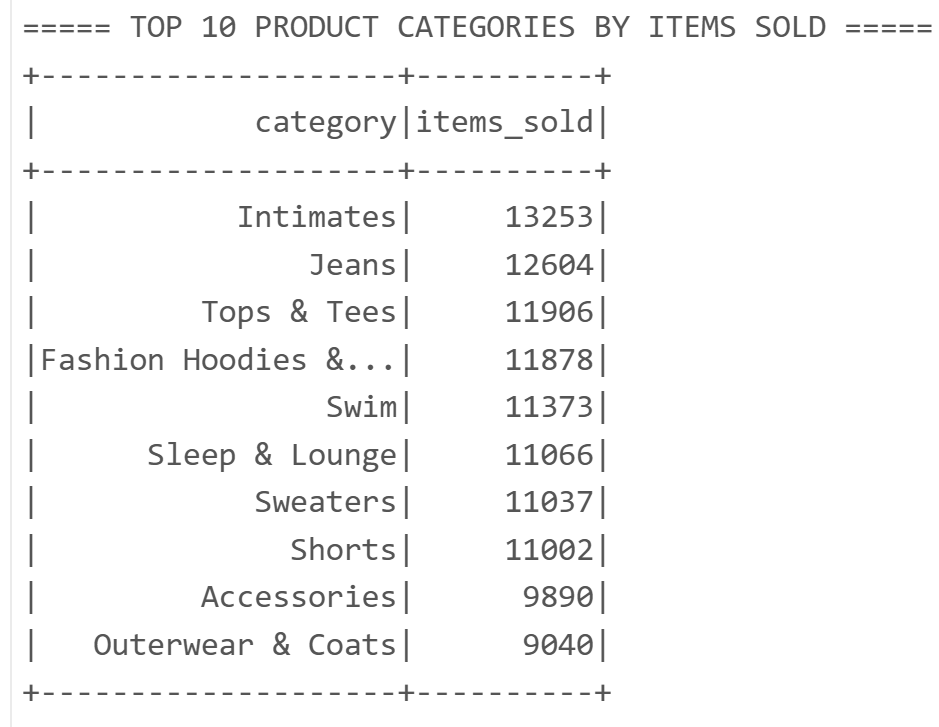 ===== TOP 10 PRODUCT CATEGORIES BY ITEMS SOLD =====
+--------------------+----------+
|            category|items_sold|
+--------------------+----------+
|           Intimates|     13253|
|               Jeans|     12604|
|         Tops & Tees|     11906|
|Fashion Hoodies &...|     11878|
|                Swim|     11373|
|      Sleep & Lounge|     11066|
|            Sweaters|     11037|
|              Shorts|     11002|
|         Accessories|      9890|
|   Outerwear & Coats|      9040|
+--------------------+----------+